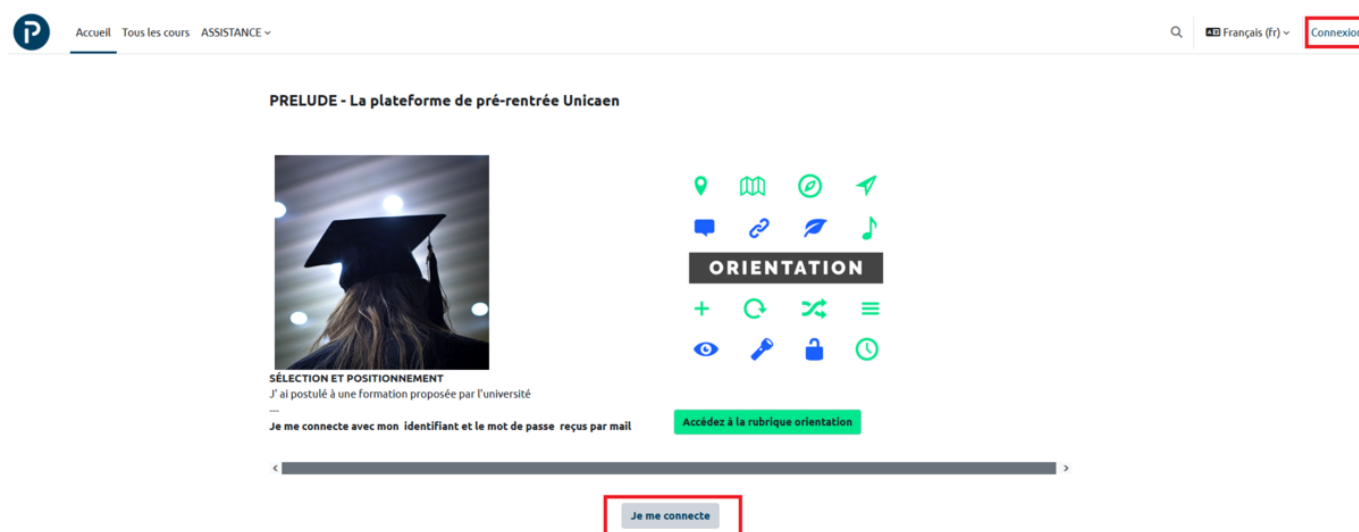 Accueil Tous les cours ASSISTANCE
Français (fr)
Connexion
PRELUDE - La plateforme de pré-rentrée Unicaen
ORIENTATION
SÉLECTION ET POSITIONNEMENT
J' ai postulé à une formation proposée par l'université
---
Je me connecte avec mon identifiant et le mot de passe reçus par mail
Accédez à la rubrique orientation
Je me connecte